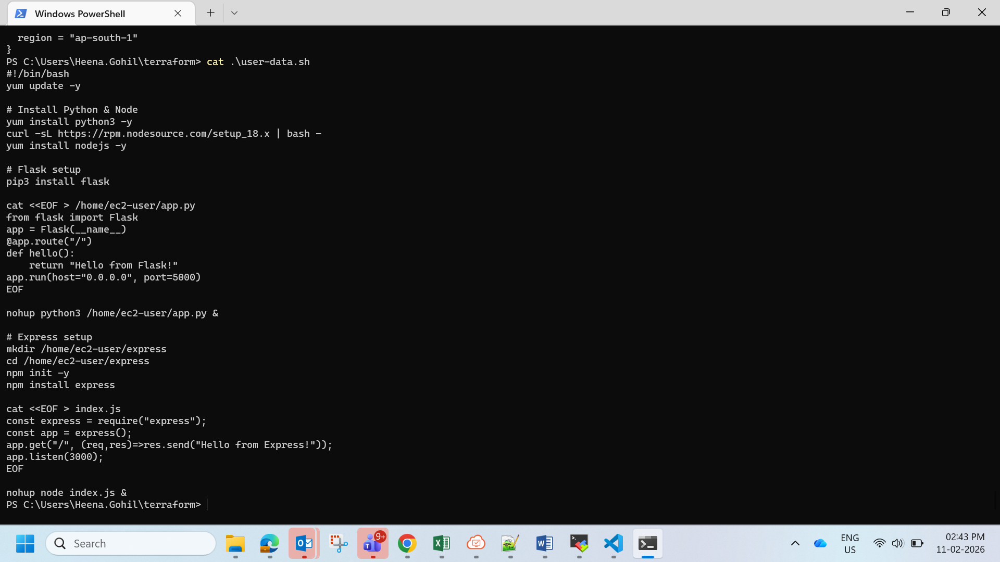 Windows PowerShell
  region = "ap-south-1"
}
PS C:\Users\Heena.Gohil\terraform> cat .\user-data.sh
#!/bin/bash
yum update -y

# Install Python & Node
yum install python3 -y
curl -sL https://rpm.nodesource.com/setup_18.x | bash -
yum install nodejs -y

# Flask setup
pip3 install flask

cat <<EOF > /home/ec2-user/app.py
from flask import Flask
app = Flask(__name__)
@app.route("/")
def hello():
    return "Hello from Flask!"
app.run(host="0.0.0.0", port=5000)
EOF

nohup python3 /home/ec2-user/app.py &

# Express setup
mkdir /home/ec2-user/express
cd /home/ec2-user/express
npm init -y
npm install express

cat <<EOF > index.js
const express = require("express");
const app = express();
app.get("/", (req,res)=>res.send("Hello from Express!"));
app.listen(3000);
EOF

nohup node index.js &
PS C:\Users\Heena.Gohil\terraform>
Search
9+
ENG
US
02:43 PM
11-02-2026